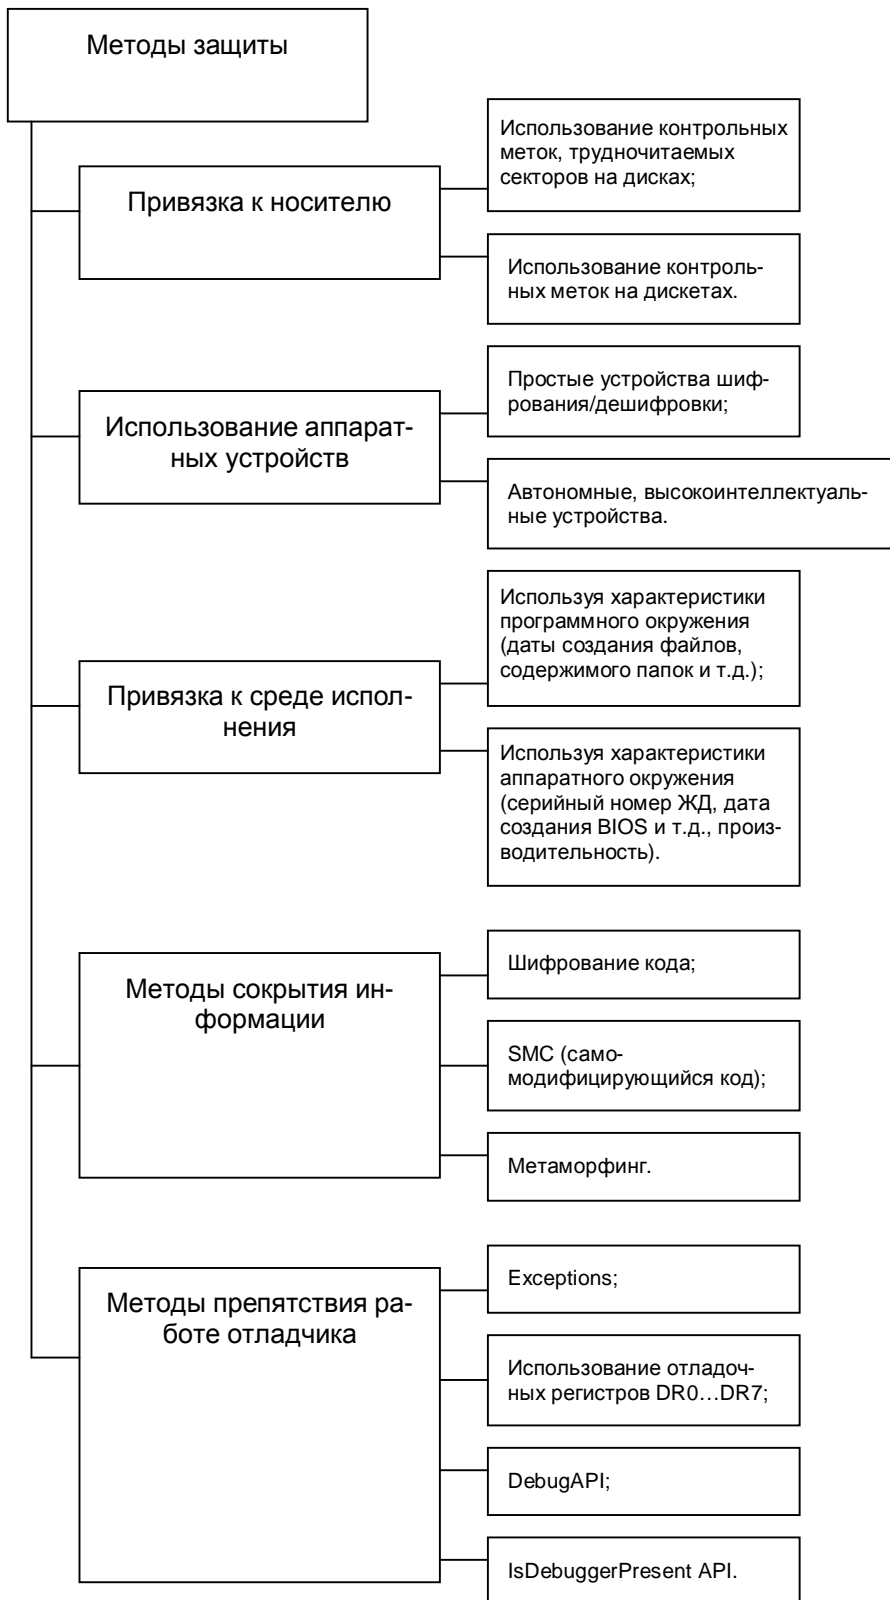 Методы защиты
Привязка к носителю
Использование контрольных
меток, трудночитаемых
секторов на дисках;
Использование контроль-
ных меток на дискетах.
Использование аппарат-
ных устройств
Простые устройства шиф-
рования/дешифровки;
Автономные, высокоинтеллектуаль-
ные устройства.
Привязка к среде испол-
нения
Используя характеристики
программного окружения
(даты создания файлов,
содержимого папок и т.д.);
Используя характеристики
аппаратного окружения
(серийный номер ЖД, дата
создания BIOS и т.д., произ-
водительность).
Методы сокрытия ин-
формации
Шифрование кода;
SMC (само-
модифицирующийся код);
Метаморфинг.
Методы препятствия ра-
боте отладчика
Exceptions;
Использование отладоч-
ных регистров DR0…DR7;
DebugAPI;
IsDebuggerPresent API.